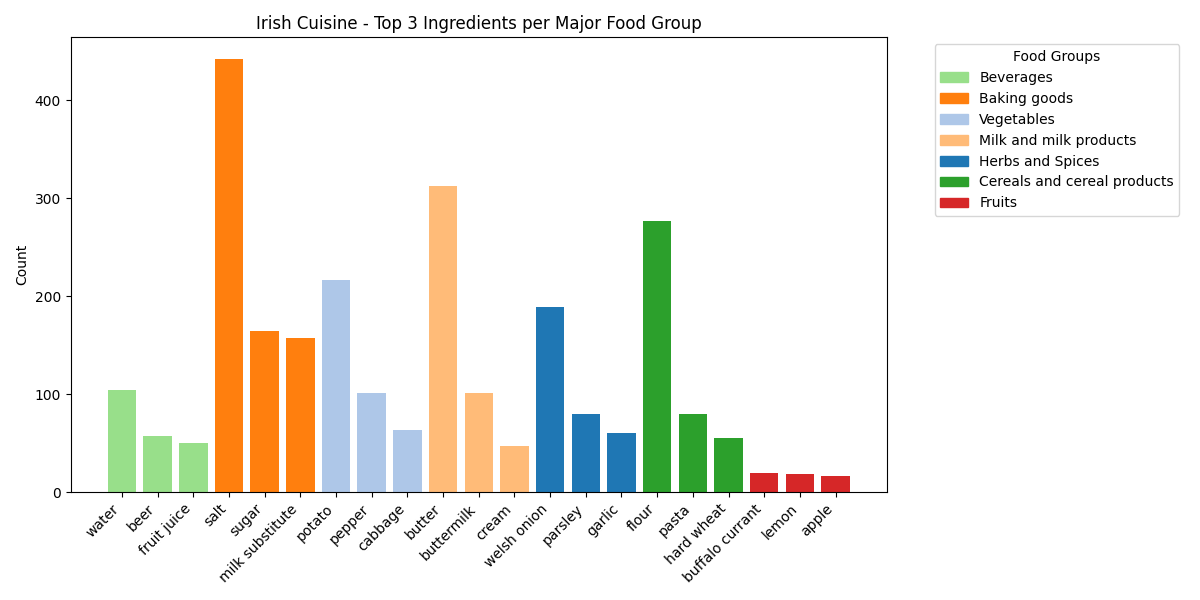 Irish Cuisine - Top 3 Ingredients per Major Food Group
Count
400
300
200
100
0
water
beer
fruit juice
salt
sugar
milk substitute
potato
pepper
cabbage
butter
buttermilk
cream
welsh onion
parsley
garlic
flour
pasta
hard wheat
buffalo currant
lemon
apple
Food Groups
Beverages
Baking goods
Vegetables
Milk and milk products
Herbs and Spices
Cereals and cereal products
Fruits